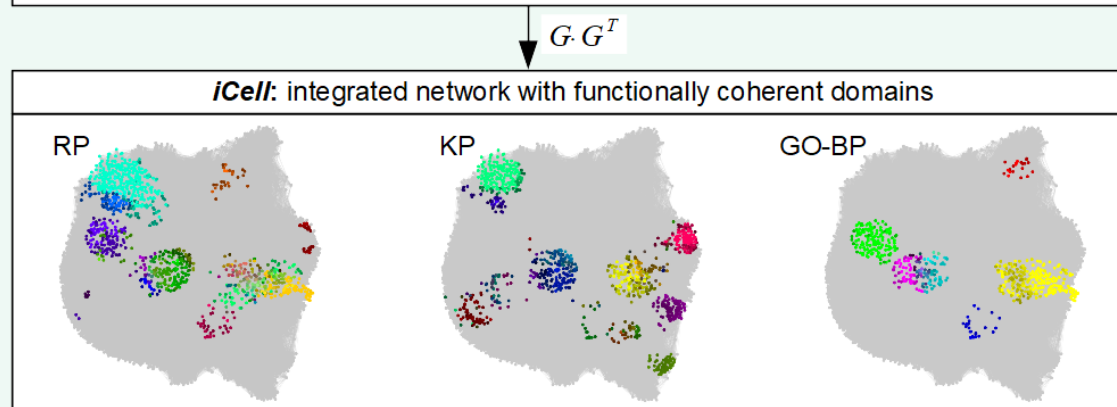 G· G^T
iCell: integrated network with functionally coherent domains
RP
KP
GO-BP